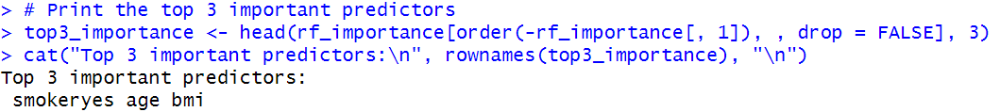 > # Print the top 3 important predictors
> top3_importance <- head(rf_importance[order(-rf_importance[, 1]), , drop = FALSE], 3)
> cat("Top 3 important predictors:\n", rownames(top3_importance), "\n")
Top 3 important predictors:
 smokeryes age bmi